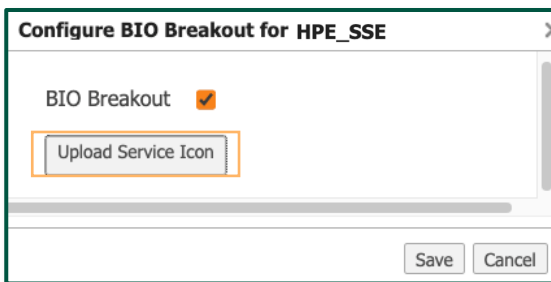 Configure BIO Breakout for HPE_SSE
BIO Breakout
Upload Service Icon
Save Cancel